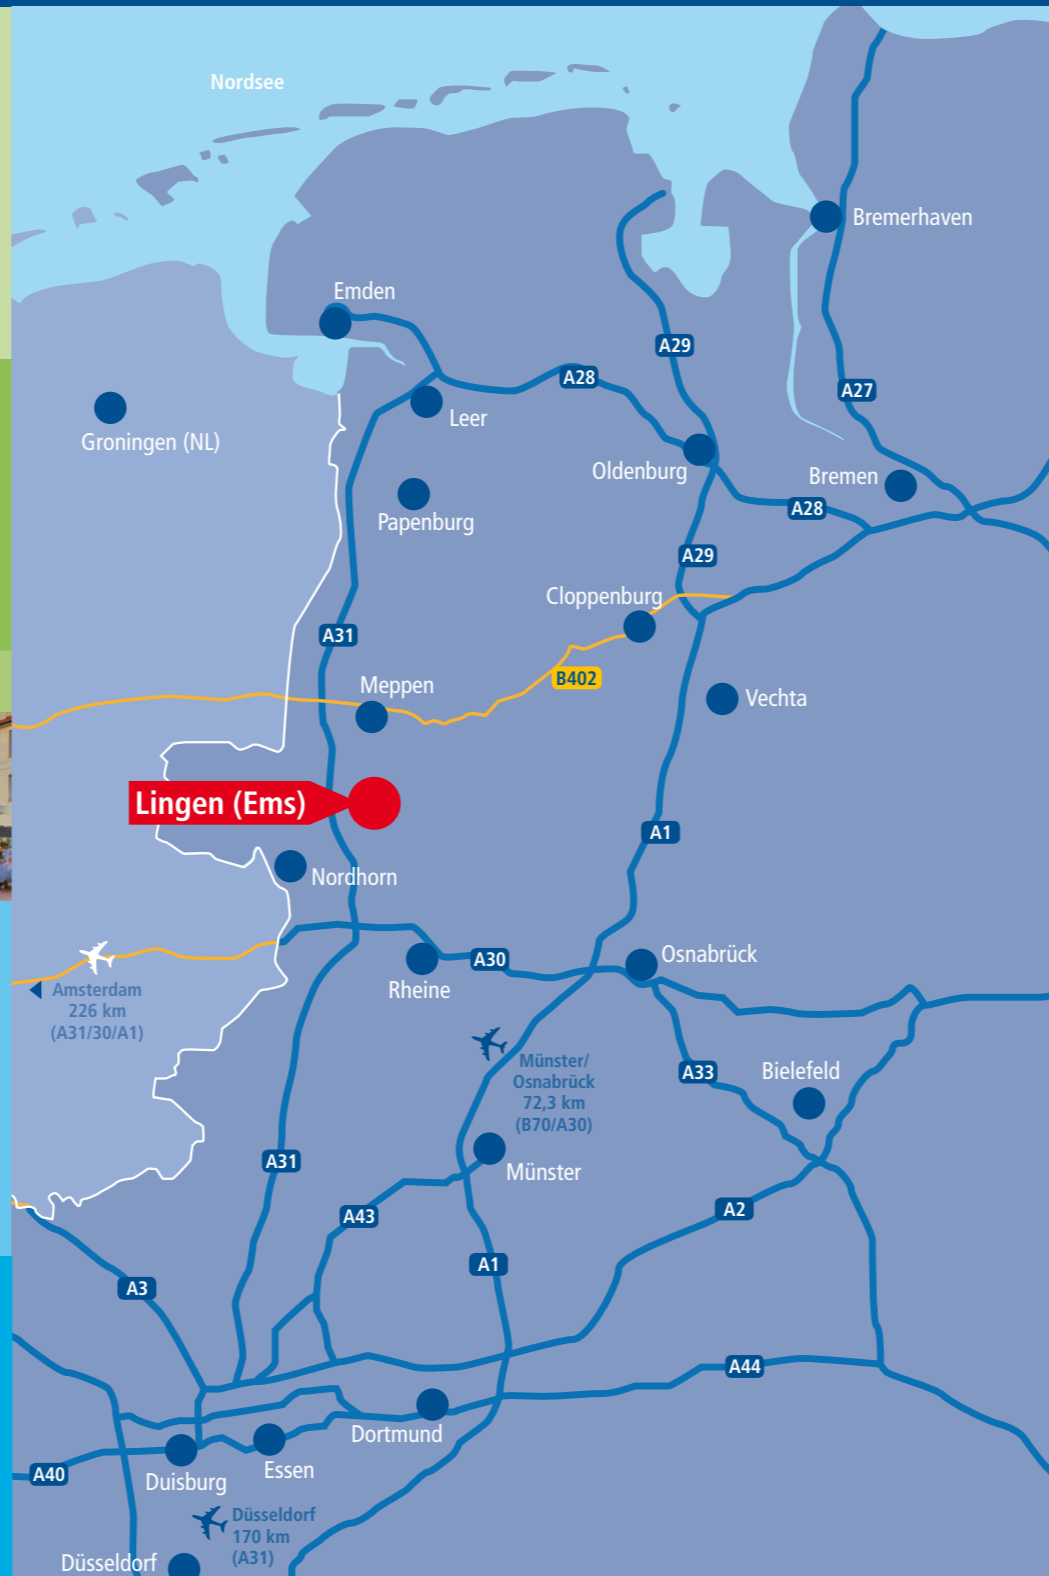 Nordsee
Bremerhaven
Emden
A29
A28
A27
Leer
Groningen (NL)
Oldenburg
Bremen
A28
Papenburg
A29
Cloppenburg
A31
B402
Meppen
Vechta
Lingen (Ems)
A1
Nordhorn
Osnabrück
A30
Rheine
Amsterdam
226 km
(A31/30/A1)
Münster/
Osnabrück
72,3 km
(B70/A30)
A33
Bielefeld
A31
Münster
A43
A2
A1
A3
A44
Dortmund
A40
Essen
Duisburg
Düsseldorf
170 km
(A31)
Düsseldorf